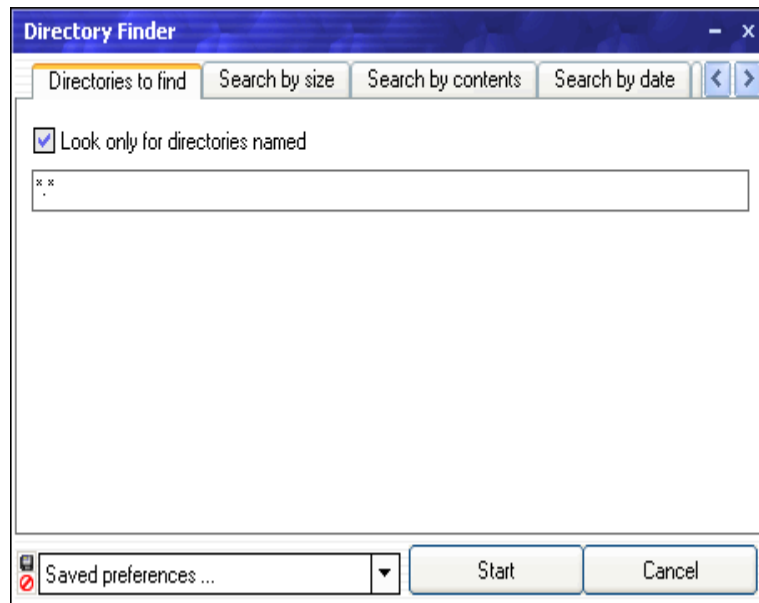 Directory Finder
Directories to find Search by size Search by contents Search by date
Look only for directories named
*.*
Saved preferences ... Start Cancel